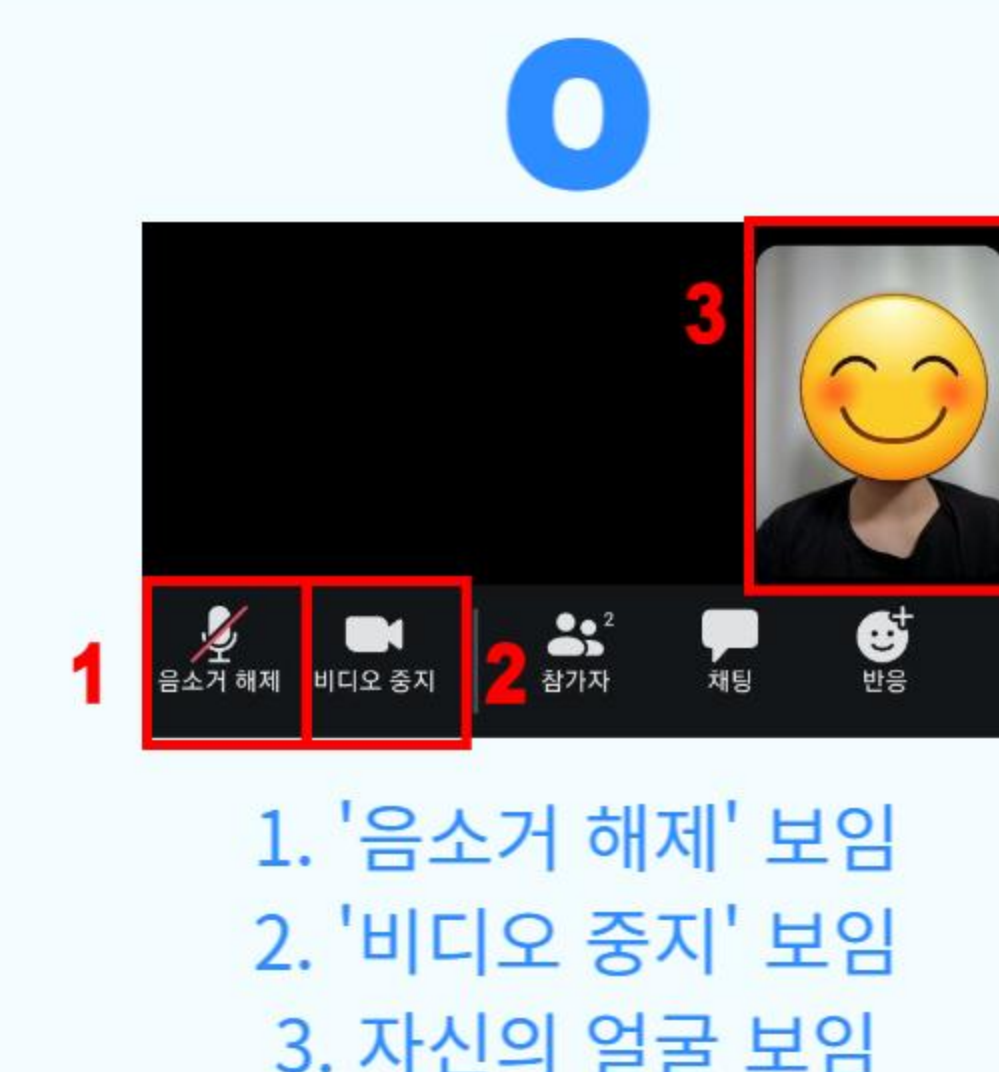 O
3
1
음소거 해제
비디오 중지
2
참가자
2
채팅
반응
1. '음소거 해제' 보임
2. '비디오 중지' 보임
3. 자신의 얼굴 보임